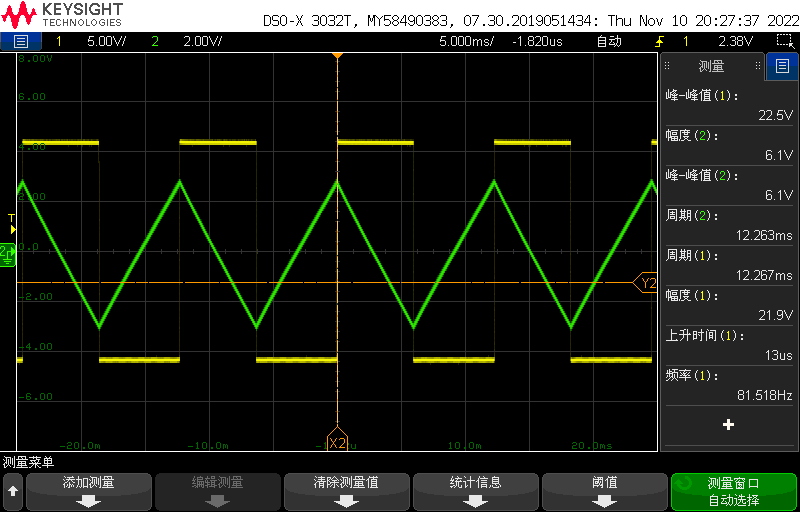 KEYSIGHT
TECHNOLOGIES
DSO-X 3032T, MY58490383, 07.30.2019051434: Thu Nov 10 20:27:37 2022
1 5.00V/ 2 2.00V/ 5.000ms/ -1.820us 自动 1 2.38V
8.00V
6.00
4.00
2.00
0.0
-2.00
-4.00
-6.00
T
2
Y2
-20.0m -10.0m 10.0m 20.0ms
X2
测量
峰-峰值(1):
22.5V
幅度(2):
6.1V
峰-峰值(2):
6.1V
周期(2):
12.263ms
周期(1):
12.267ms
幅度(1):
21.9V
上升时间(1):
13us
频率(1):
81.518Hz
测量菜单
添加测量
编辑测量
清除测量值
统计信息
阈值
测量窗口
自动选择